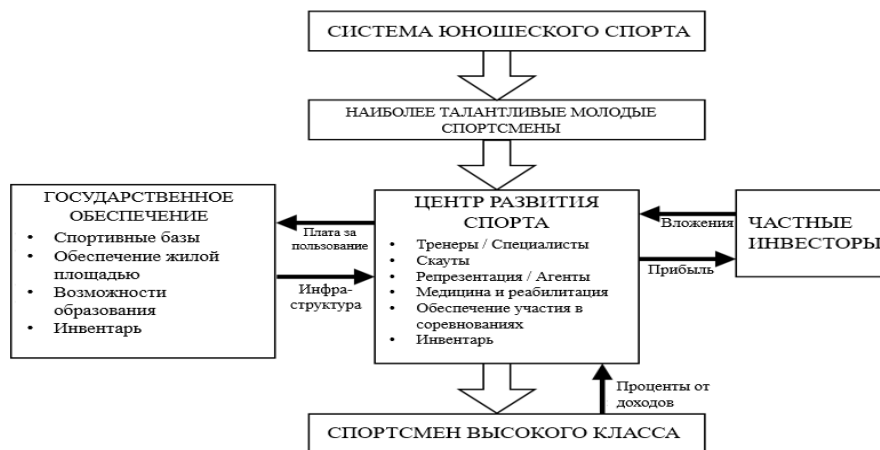 СИСТЕМА ЮНОШЕСКОГО СПОРТА
НАИБОЛЕЕ ТАЛАНТЛИВЫЕ МОЛОДЫЕ
СПОРТСМЕНЫ
ГОСУДАРСТВЕННОЕ
ОБЕСПЕЧЕНИЕ
• Спортивные базы
• Обеспечение жилой
площадью
• Возможности
образования
• Инвентарь
Плата за
пользование
Инфра-
структура
ЦЕНТР РАЗВИТИЯ
СПОРТА
• Тренеры / Специалисты
• Скауты
• Репрезентация / Агенты
• Медицина и реабилитация
• Обеспечение участия в
соревнованиях
• Инвентарь
Вложения
Прибыль
ЧАСТНЫЕ
ИНВЕСТОРЫ
Проценты от
доходов
СПОРТСМЕН ВЫСОКОГО КЛАССА